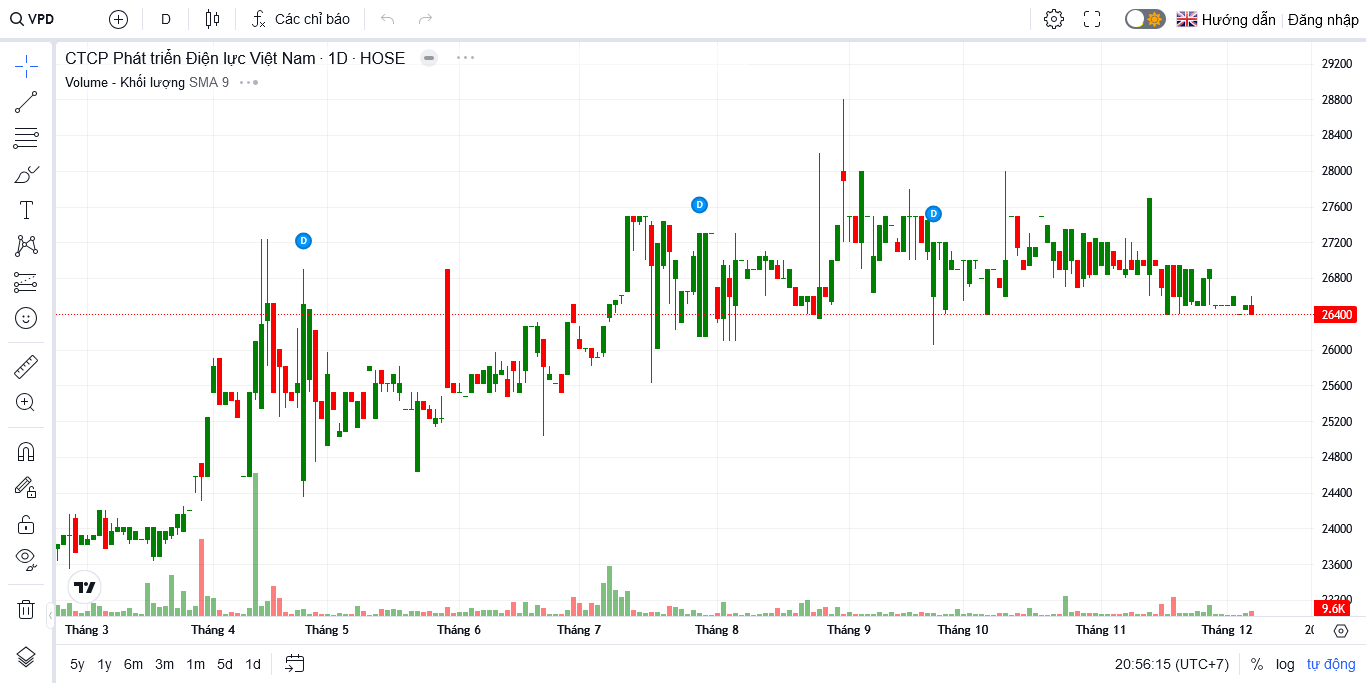 VPD D Các chỉ báo Hướng dẫn Đăng nhập
CTCP Phát triển Điện lực Việt Nam · 1D · HOSE
Volume - Khối lượng SMA 9
29200
28800
28400
28000
27600
27200
26800
26400
26000
25600
25200
24800
24400
24000
23600
9.6K
D
D
D
Tháng 3 Tháng 4 Tháng 5 Tháng 6 Tháng 7 Tháng 8 Tháng 9 Tháng 10 Tháng 11 Tháng 12
5y 1y 6m 3m 1m 5d 1d 20:56:15 (UTC+7) % log tự động